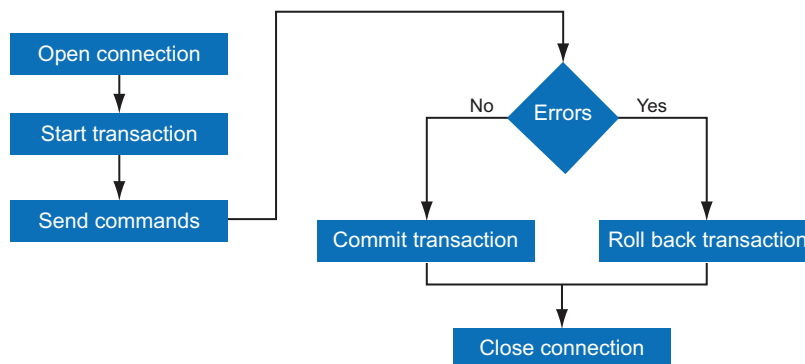 Open connection
Start transaction
Send commands
Errors
No
Yes
Commit transaction
Roll back transaction
Close connection